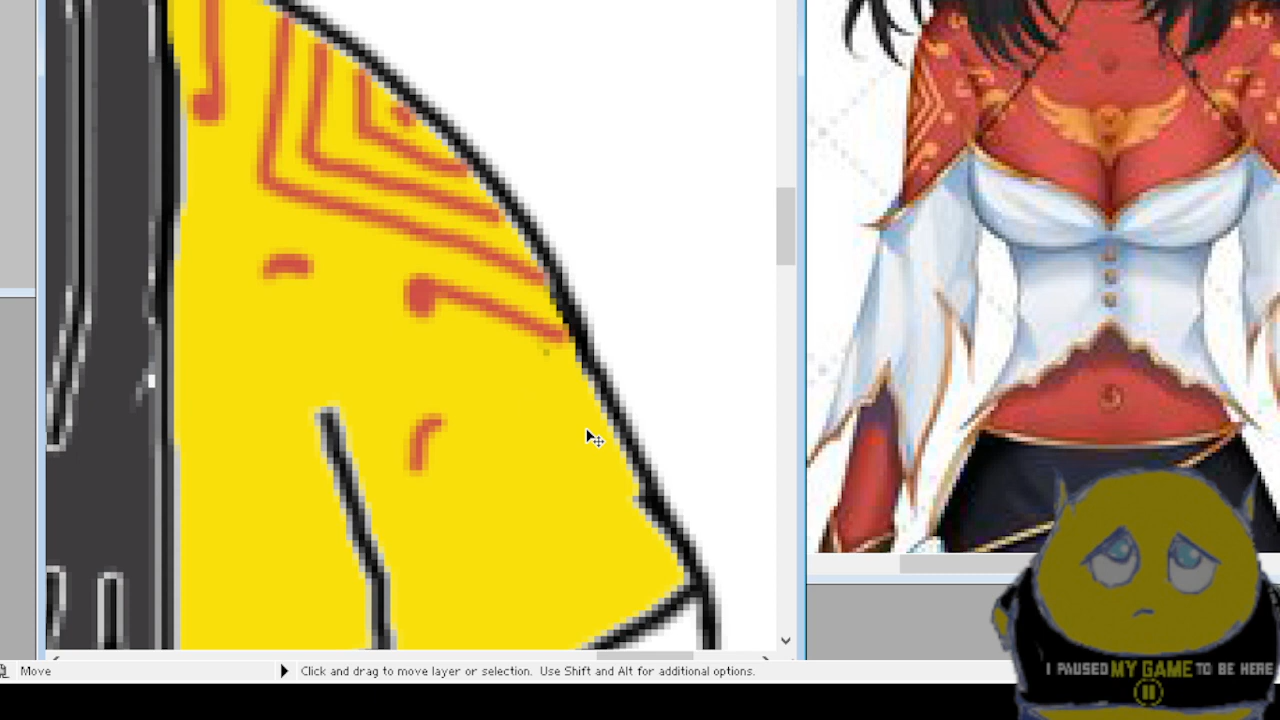 Move
Click and drag to move layer or selection. Use Shift and Alt for additional options.
I PAUSED MY GAME TO BE HERE